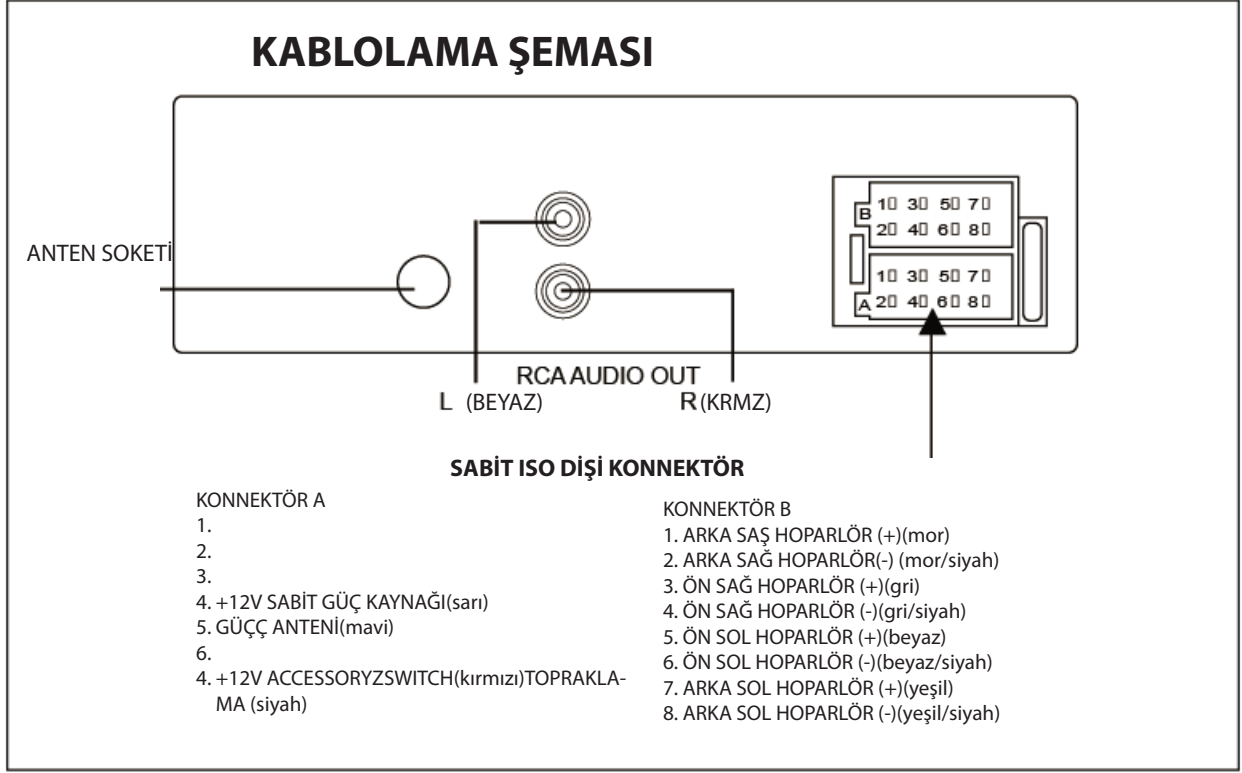 KABLOLAMA ŞEMASI
B
1 3 5 7
2 4 6 8
ANTEN SOKETİ
1 3 5 7
A 2 4 6 8
RCA AUDIO OUT
L (BEYAZ) R (KRMZ)
SABİT ISO DİŞİ KONNEKTÖR
KONNEKTÖR A
1.
2.
3.
4. +12V SABİT GÜÇ KAYNAĞI(sarı)
5. GÜÇÇ ANTENİ(mavi)
6.
4. +12V ACCESSORYZSWITCH(kırmızı)TOPRAKLA-
MA (siyah)
KONNEKTÖR B
1. ARKA SAŞ HOPARLÖR (+)(mor)
2. ARKA SAĞ HOPARLÖR(-) (mor/siyah)
3. ÖN SAĞ HOPARLÖR (+)(gri)
4. ÖN SAĞ HOPARLÖR (-)(gri/siyah)
5. ÖN SOL HOPARLÖR (+)(beyaz)
6. ÖN SOL HOPARLÖR (-)(beyaz/siyah)
7. ARKA SOL HOPARLÖR (+)(yeşil)
8. ARKA SOL HOPARLÖR (-)(yeşil/siyah)